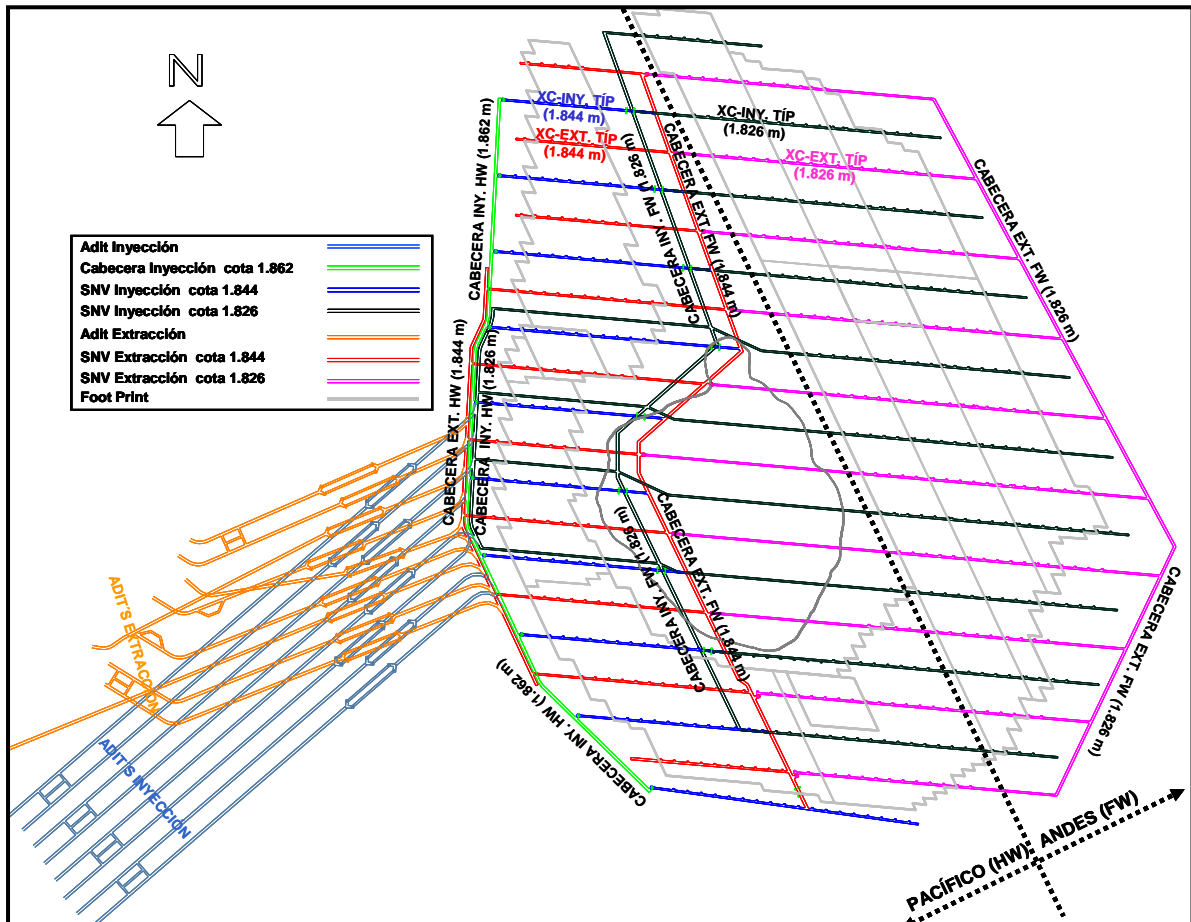 N
XC-INY. TÍP
(1.844 m)
XC-INY. TÍP
(1.826 m)
XC-EXT. TÍP
(1.844 m)
XC-EXT. TÍP
(1.826 m)
CABECERA INY. HW (1.862 m)
CABECERA INY. FW (1.826 m)
CABECERA EXT. FW (1.844 m)
CABECERA EXT. FW (1.826 m)
Adit Inyección
Cabecera Inyección cota 1.862
SNV Inyección cota 1.844
SNV Inyección cota 1.826
Adit Extracción
SNV Extracción cota 1.844
SNV Extracción cota 1.826
Foot Print
CABECERA EXT. HW (1.844 m)
CABECERA INY. HW (1.826 m)
CABECERA INY. FW (1.826 m)
CABECERA EXT. FW (1.844 m)
CABECERA EXT. FW (1.826 m)
ADIT´S EXTRACCIÓN
ADIT´S INYECCIÓN
CABECERA INY. HW (1.862 m)
PACÍFICO (HW)
ANDES (FW)